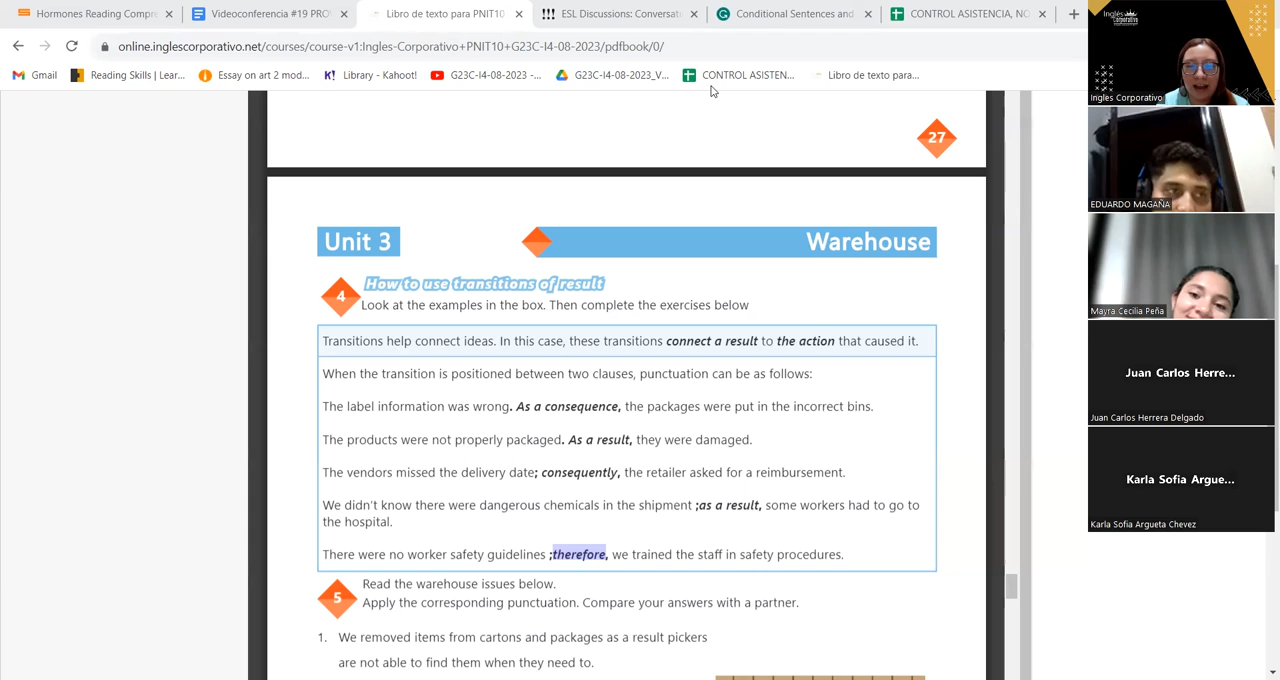 Hormones Reading Compre
Videoconferencia #19 PRO
Libro de texto para PNIT10
ESL Discussions: Conversat
Conditional Sentences and
CONTROL ASISTENCIA, NO
online.inglescorporativo.net/courses/course-v1:Ingles-Corporativo+PNIT10+G23C-I4-08-2023/pdfbook/0/
Gmail
Reading Skills | Lear...
Essay on art 2 mod...
Library - Kahoot!
G23C-I4-08-2023 -...
G23C-I4-08-2023_V...
CONTROL ASISTEN...
Libro de texto para...
27
Unit 3
Warehouse
4
How to use transitions of result
Look at the examples in the box. Then complete the exercises below
Transitions help connect ideas. In this case, these transitions connect a result to the action that caused it.
When the transition is positioned between two clauses, punctuation can be as follows:
The label information was wrong. As a consequence, the packages were put in the incorrect bins.
The products were not properly packaged. As a result, they were damaged.
The vendors missed the delivery date; consequently, the retailer asked for a reimbursement.
We didn't know there were dangerous chemicals in the shipment ;as a result, some workers had to go to
the hospital.
There were no worker safety guidelines ;therefore, we trained the staff in safety procedures.
5
Read the warehouse issues below.
Apply the corresponding punctuation. Compare your answers with a partner.
1. We removed items from cartons and packages as a result pickers
are not able to find them when they need to.
Inglés
Corporativo
Ingles Corporativo
EDUARDO MAGAÑA
Mayra Cecilia Peña
Juan Carlos Herre...
Juan Carlos Herrera Delgado
Karla Sofia Argue...
Karla Sofia Argueta Chevez